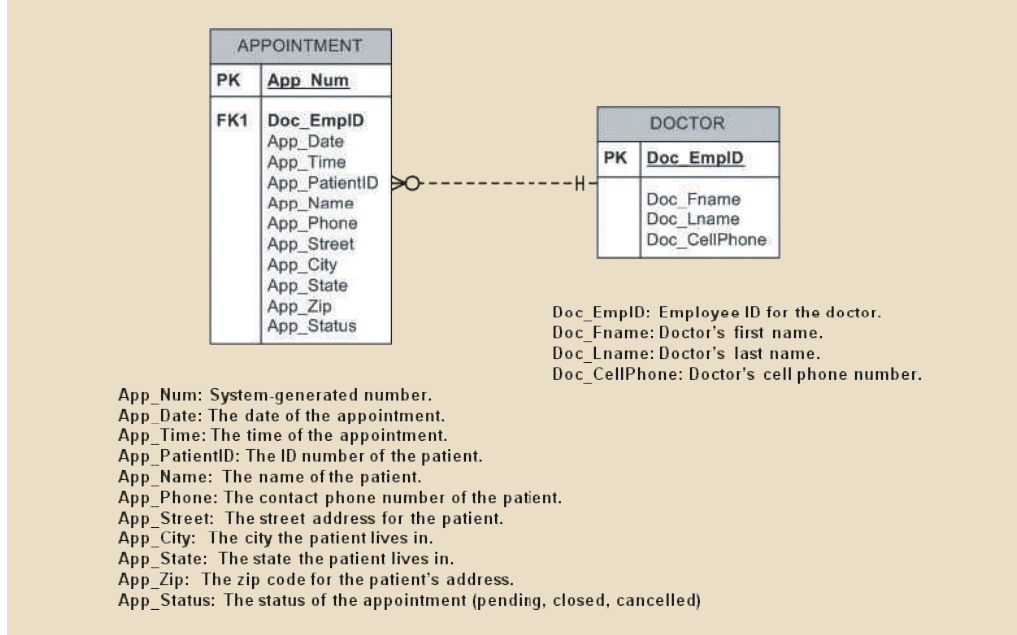 APPOINTMENT
PK App_Num
FK1 Doc_EmpID
App_Date
App_Time
App_PatientID
App_Name
App_Phone
App_Street
App_City
App_State
App_Zip
App_Status
DOCTOR
PK Doc_EmpID
Doc_Fname
Doc_Lname
Doc_CellPhone
Doc_EmpID: Employee ID for the doctor.
Doc_Fname: Doctor's first name.
Doc_Lname: Doctor's last name.
Doc_CellPhone: Doctor's cell phone number.
App_Num: System-generated number.
App_Date: The date of the appointment.
App_Time: The time of the appointment.
App_PatientID: The ID number of the patient.
App_Name: The name of the patient.
App_Phone: The contact phone number of the patient.
App_Street: The street address for the patient.
App_City: The city the patient lives in.
App_State: The state the patient lives in.
App_Zip: The zip code for the patient's address.
App_Status: The status of the appointment (pending, closed, cancelled)